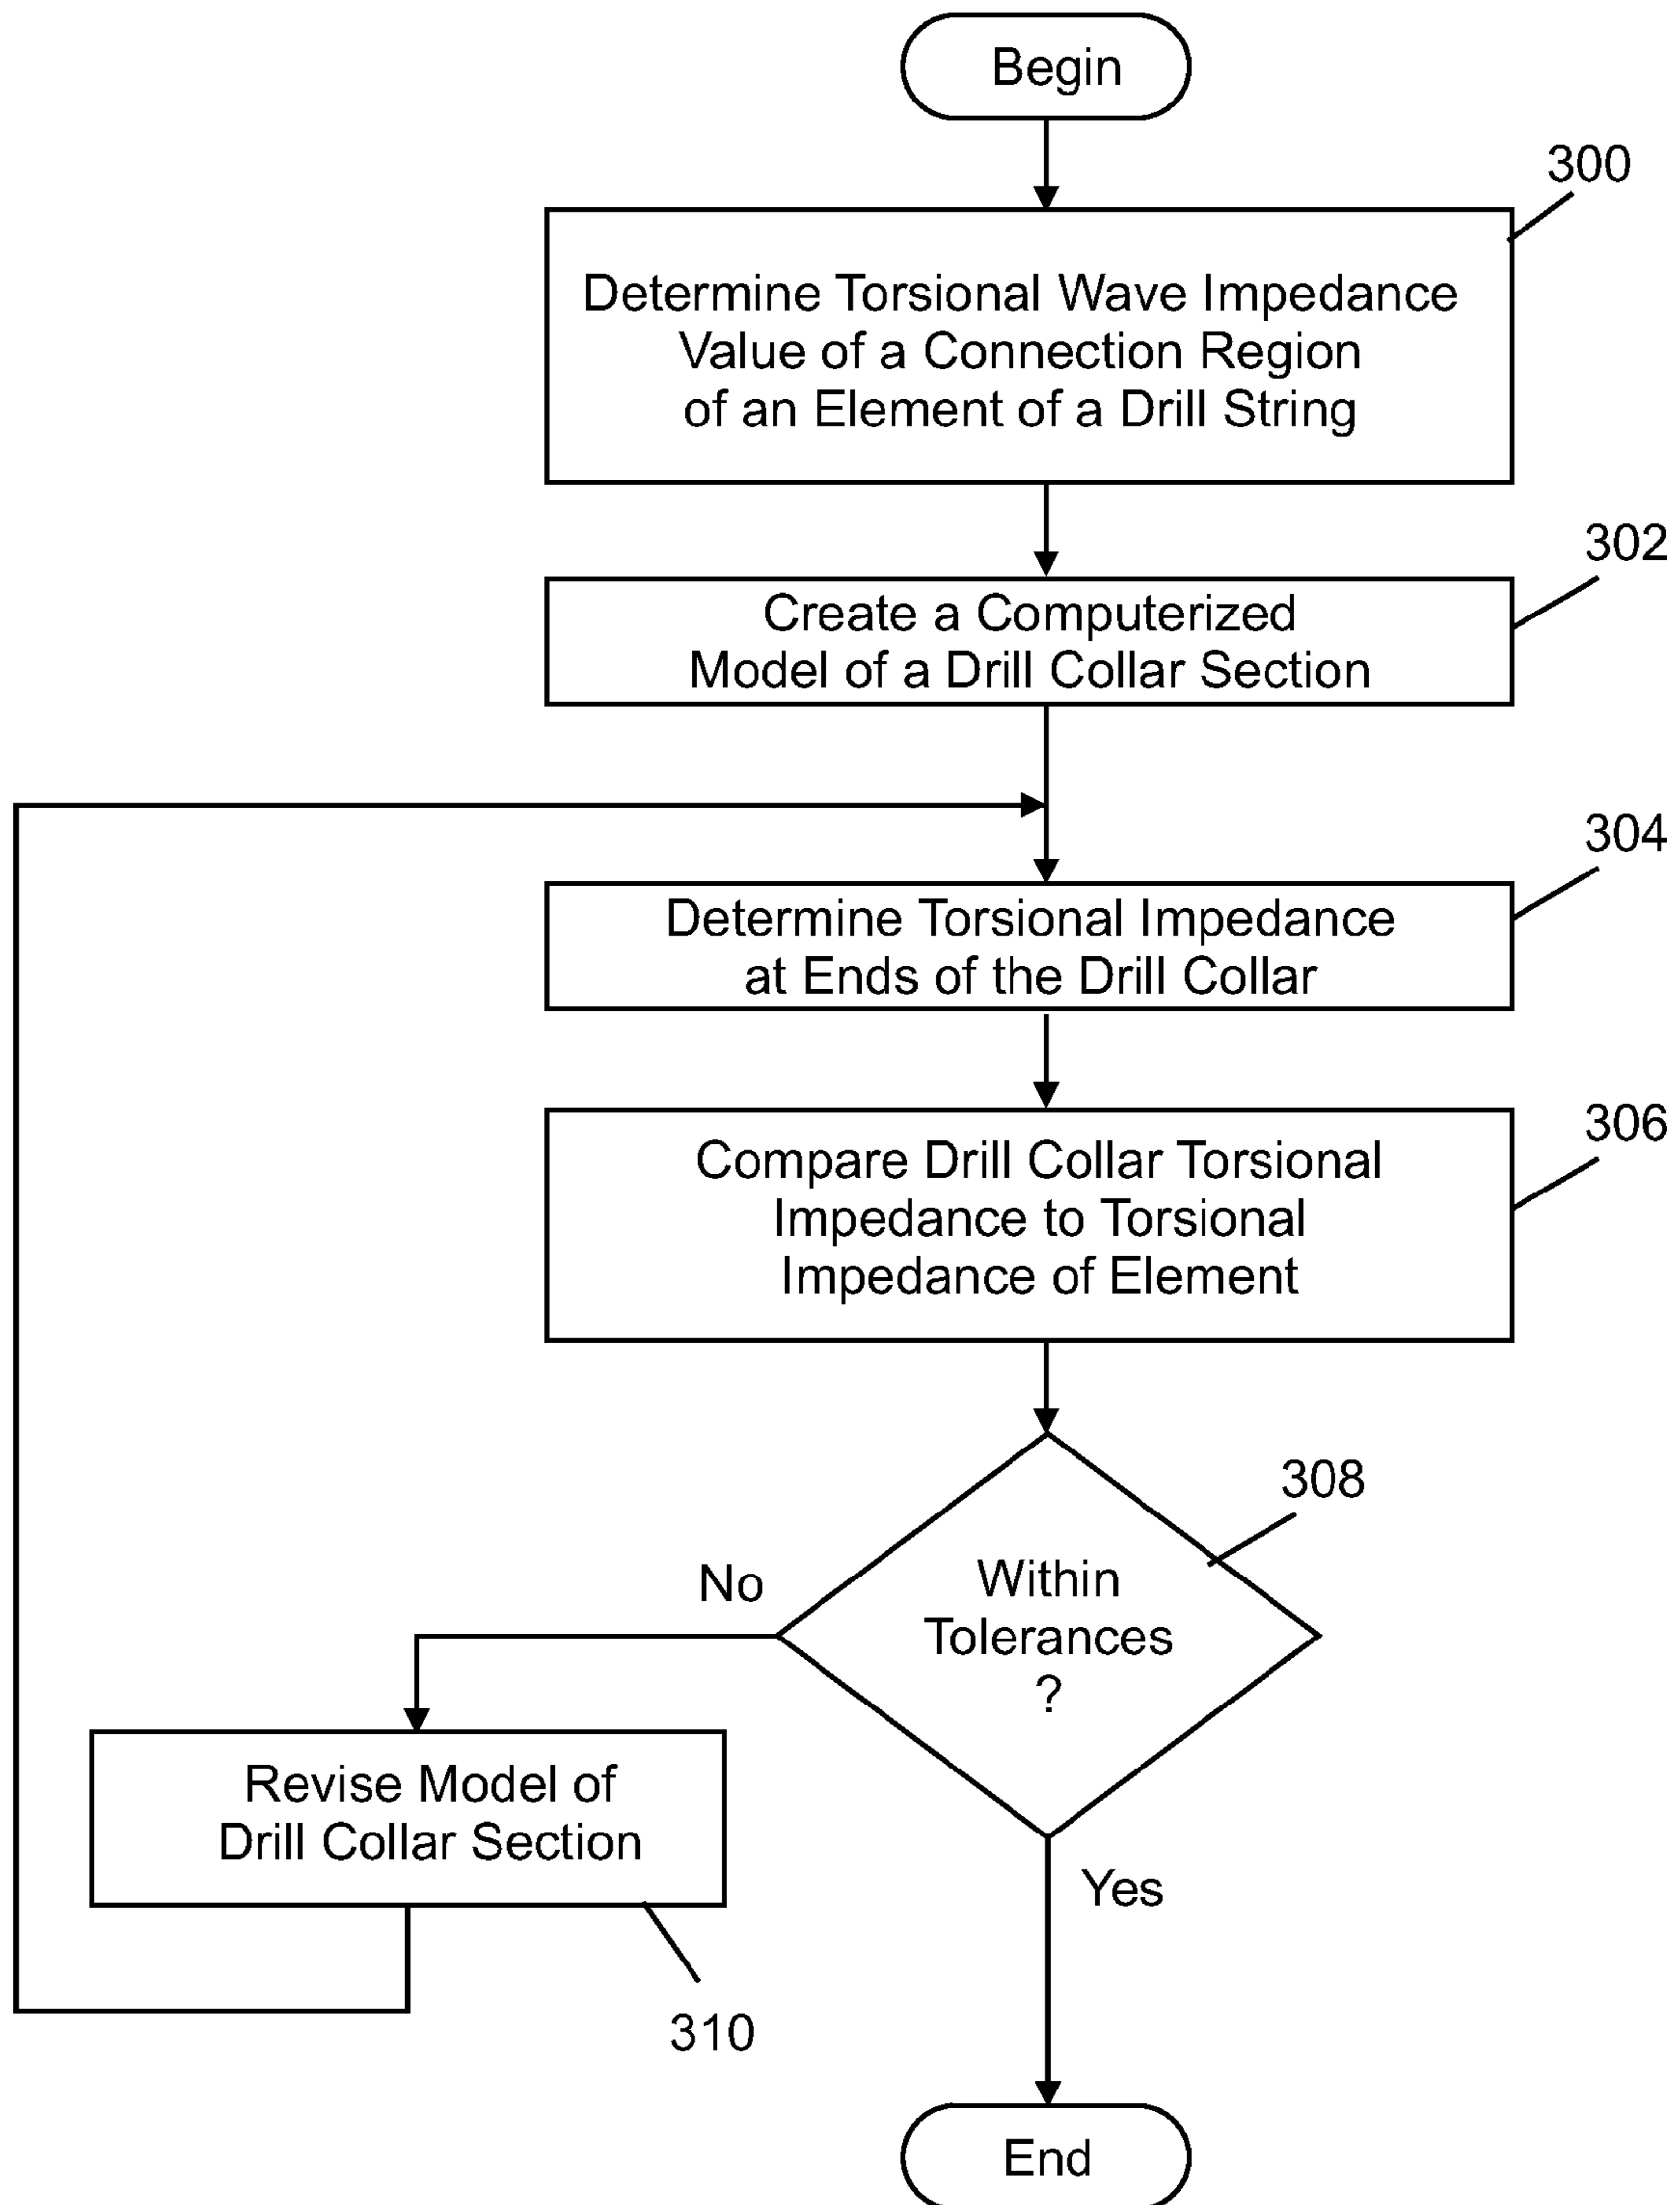 Begin
300
Determine Torsional Wave Impedance
Value of a Connection Region
of an Element of a Drill String
302
Create a Computerized
Model of a Drill Collar Section
304
Determine Torsional Impedance
at Ends of the Drill Collar
306
Compare Drill Collar Torsional
Impedance to Torsional
Impedance of Element
308
Within
Tolerances
?
No
Revise Model of
Drill Collar Section
310
Yes
End